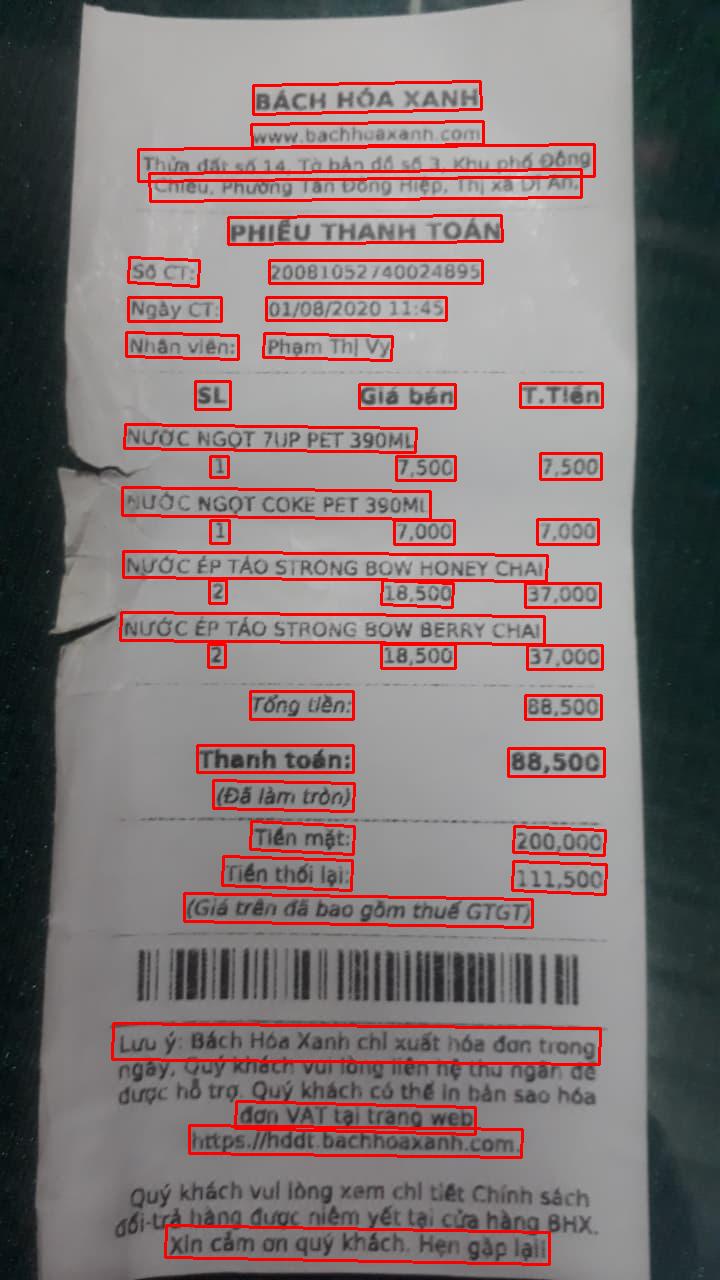 BÁCH HÓA XANH
www.bachhoaxanh.com
Thửa đất số 14, Tờ bản đồ số 3, Khu phố Đông
Chiêu, Phường Tân Đông Hiệp, Thị xã Dĩ An,
PHIẾU THANH TOÁN
Số CT: 20081052740024895
Ngày CT: 01/08/2020 11:45
Nhân viên: Phạm Thị Vy
SL Giá bán T.Tiền
NƯỚC NGỌT 7UP PET 390ML
1 7,500 7,500
NƯỚC NGỌT COKE PET 390ML
1 7,000 7,000
NƯỚC ÉP TÁO STRONG BOW HONEY CHAI
2 18,500 37,000
NƯỚC ÉP TÁO STRONG BOW BERRY CHAI
2 18,500 37,000
Tổng tiền: 88,500
Thanh toán: 88,500
(Đã làm tròn)
Tiền mặt: 200,000
Tiền thối lại: 111,500
(Giá trên đã bao gồm thuế GTGT)
Lưu ý: Bách Hóa Xanh chỉ xuất hóa đơn trong
ngày, Quý khách vui lòng liên hệ thu ngân để
được hỗ trợ. Quý khách có thể in bản sao hóa
đơn VAT tại trang web
https://hddt.bachhoaxanh.com.
Quý khách vui lòng xem chi tiết Chính sách
đổi-trả hàng được niêm yết tại cửa hàng BHX.
Xin cảm ơn quý khách. Hẹn gặp lại!